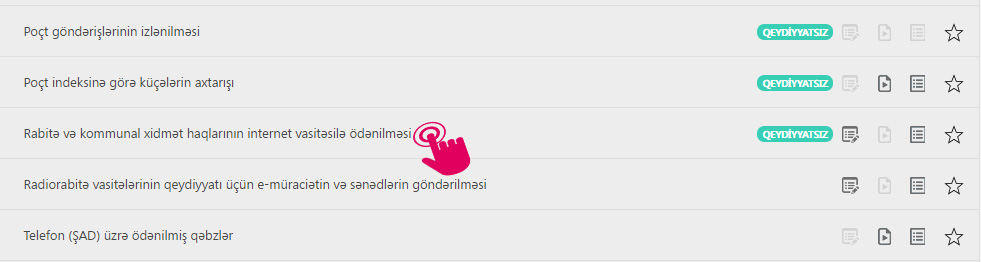 Poçt göndərişlərinin izlənilməsi QEYDİYYATSIZ
Poçt indeksinə görə küçələrin axtarışı QEYDİYYATSIZ
Rabitə və kommunal xidmət haqlarının internet vasitəsilə ödənilməsi QEYDİYYATSIZ
Radiorabitə vasitələrinin qeydiyyatı üçün e-müraciətin və sənədlərin göndərilməsi
Telefon (ŞAD) üzrə ödənilmiş qəbzlər